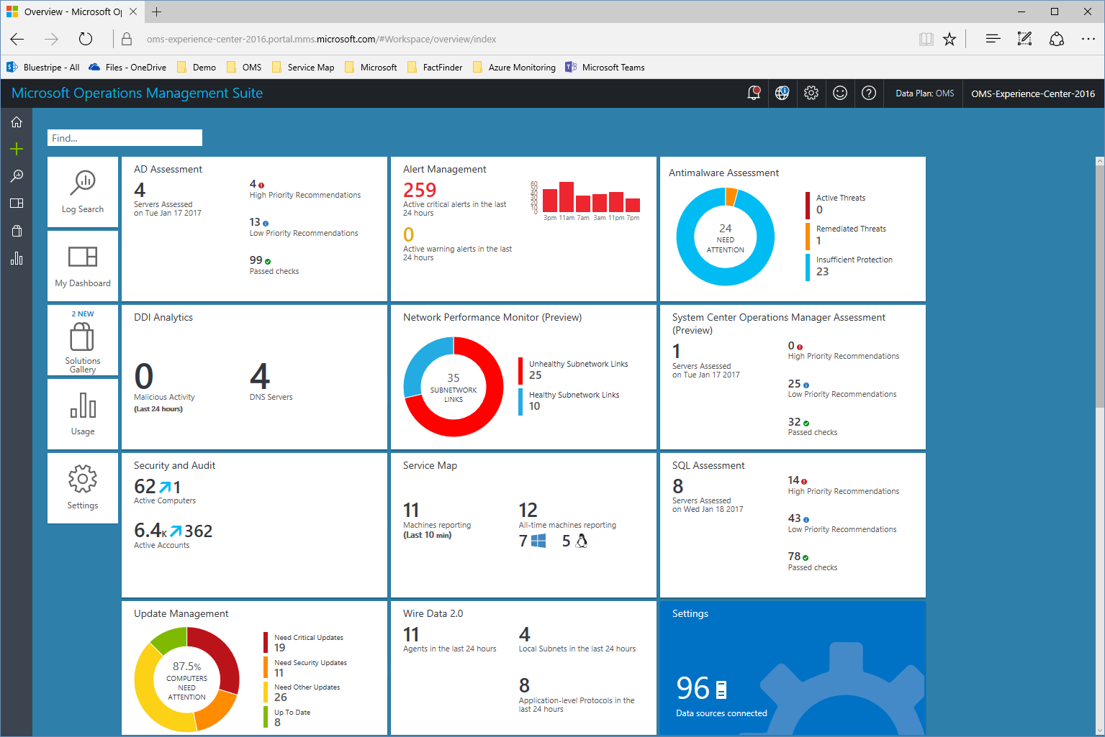 Overview - Microsoft Op
oms-experience-center-2016.portal.mms.microsoft.com/#Workspace/overview/index
Bluestripe - All
Files - OneDrive
Demo
OMS
Service Map
Microsoft
FactFinder
Azure Monitoring
Microsoft Teams
Microsoft Operations Management Suite
Data Plan: OMS
OMS-Experience-Center-2016
Find...
Log Search
My Dashboard
2 NEW
Solutions
Gallery
Usage
Settings
AD Assessment
4
Servers Assessed
on Tue Jan 17 2017
4
High Priority Recommendations
13
Low Priority Recommendations
99
Passed checks
Alert Management
259
Active critical alerts in the last
24 hours
0
Active warning alerts in the last
24 hours
60
50
40
30
20
10
0
3pm 11am 7am 3am 11pm 7pm
Antimalware Assessment
24
NEED
ATTENTION
Active Threats
0
Remediated Threats
1
Insufficient Protection
23
DDI Analytics
0
Malicious Activity
(Last 24 hours)
4
DNS Servers
Network Performance Monitor (Preview)
35
SUBNETWORK
LINKS
Unhealthy Subnetwork Links
25
Healthy Subnetwork Links
10
System Center Operations Manager Assessment
(Preview)
1
Servers Assessed
on Tue Jan 17 2017
0
High Priority Recommendations
25
Low Priority Recommendations
32
Passed checks
Security and Audit
62 1
Active Computers
6.4K 362
Active Accounts
Service Map
11
Machines reporting
(Last 10 min)
12
All-time machines reporting
7 5
SQL Assessment
8
Servers Assessed
on Wed Jan 18 2017
14
High Priority Recommendations
43
Low Priority Recommendations
78
Passed checks
Update Management
87.5%
COMPUTERS
NEED
ATTENTION
Need Critical Updates
19
Need Security Updates
11
Need Other Updates
26
Up To Date
8
Wire Data 2.0
11
Agents in the last 24 hours
4
Local Subnets in the last 24 hours
8
Application-level Protocols in the
last 24 hours
Settings
96
Data sources connected